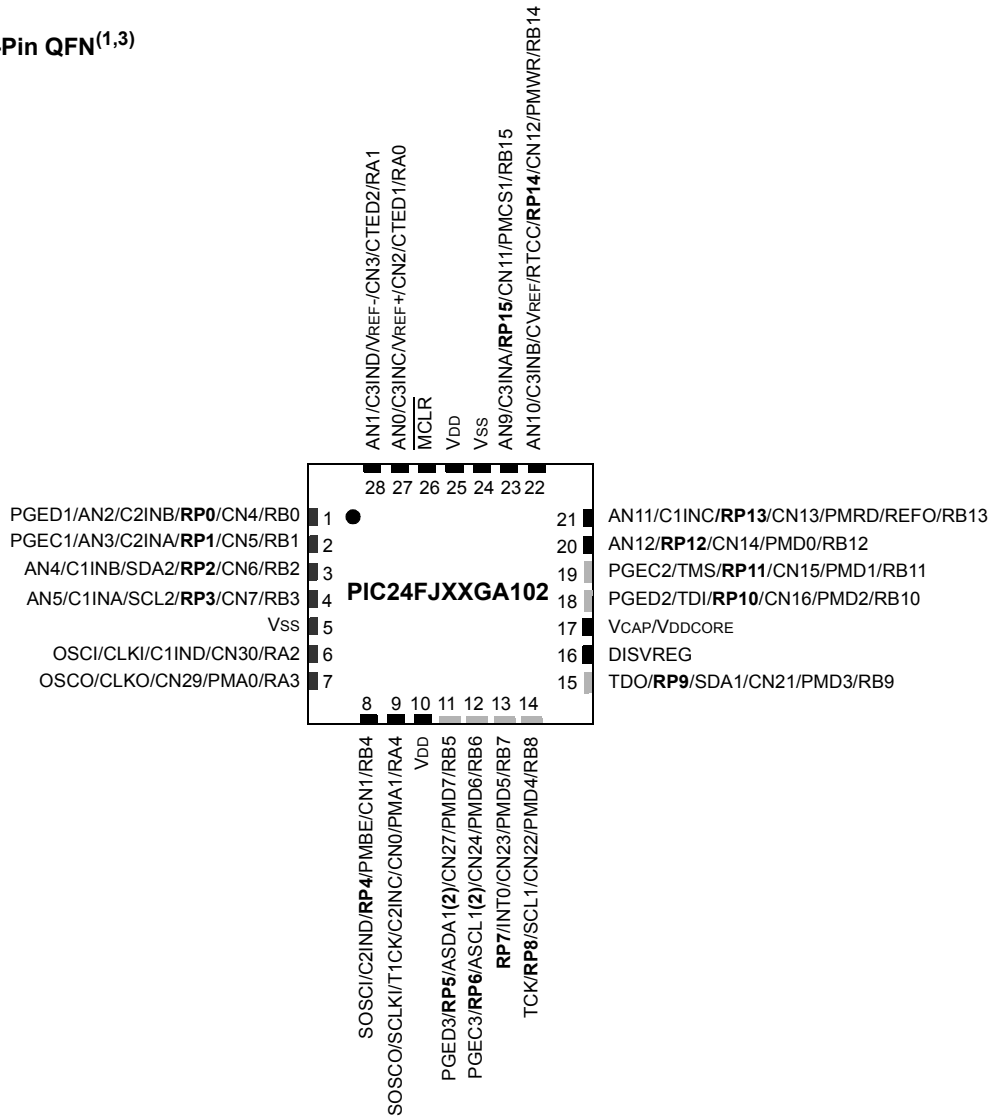 -Pin QFN(1,3)
AN1/C3IND/VREF-/CN3/CTED2/RA1
AN0/C3INC/VREF+/CN2/CTED1/RA0
MCLR
VDD
VSS
AN9/C3INA/RP15/CN11/PMCS1/RB15
AN10/C3INB/CVREF/RTCC/RP14/CN12/PMWR/RB14
28 27 26 25 24 23 22
PGED1/AN2/C2INB/RP0/CN4/RB0 1
PGEC1/AN3/C2INA/RP1/CN5/RB1 2
AN4/C1INB/SDA2/RP2/CN6/RB2 3
AN5/C1INA/SCL2/RP3/CN7/RB3 4
VSS 5
OSCI/CLKI/C1IND/CN30/RA2 6
OSCO/CLKO/CN29/PMA0/RA3 7
PIC24FJXXGA102
21 AN11/C1INC/RP13/CN13/PMRD/REFO/RB13
20 AN12/RP12/CN14/PMD0/RB12
19 PGEC2/TMS/RP11/CN15/PMD1/RB11
18 PGED2/TDI/RP10/CN16/PMD2/RB10
17 VCAP/VDDCORE
16 DISVREG
15 TDO/RP9/SDA1/CN21/PMD3/RB9
8 9 10 11 12 13 14
SOSCI/C2IND/RP4/PMBE/CN1/RB4
SOSCO/SCLKI/T1CK/C2INC/CN0/PMA1/RA4
VDD
PGED3/RP5/ASDA1(2)/CN27/PMD7/RB5
PGEC3/RP6/ASCL1(2)/CN24/PMD6/RB6
RP7/INT0/CN23/PMD5/RB7
TCK/RP8/SCL1/CN22/PMD4/RB8